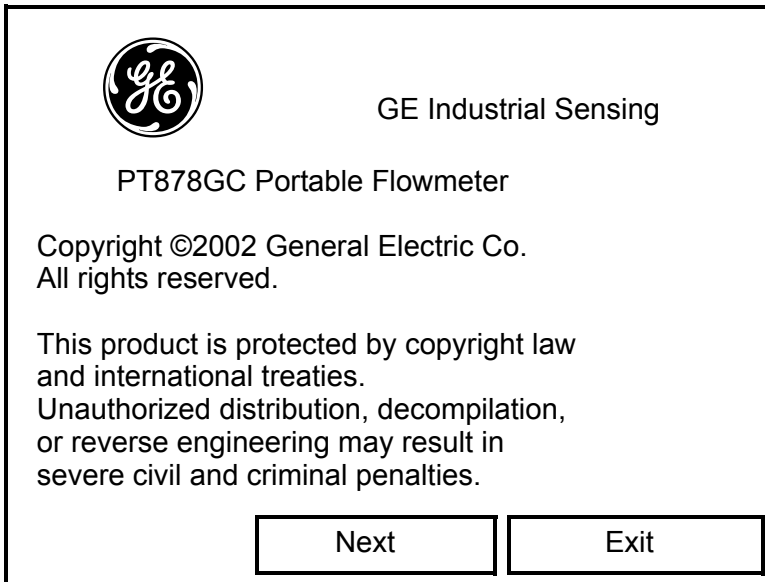 GE
GE Industrial Sensing
PT878GC Portable Flowmeter
Copyright ©2002 General Electric Co.
All rights reserved.
This product is protected by copyright law
and international treaties.
Unauthorized distribution, decompilation,
or reverse engineering may result in
severe civil and criminal penalties.
Next
Exit